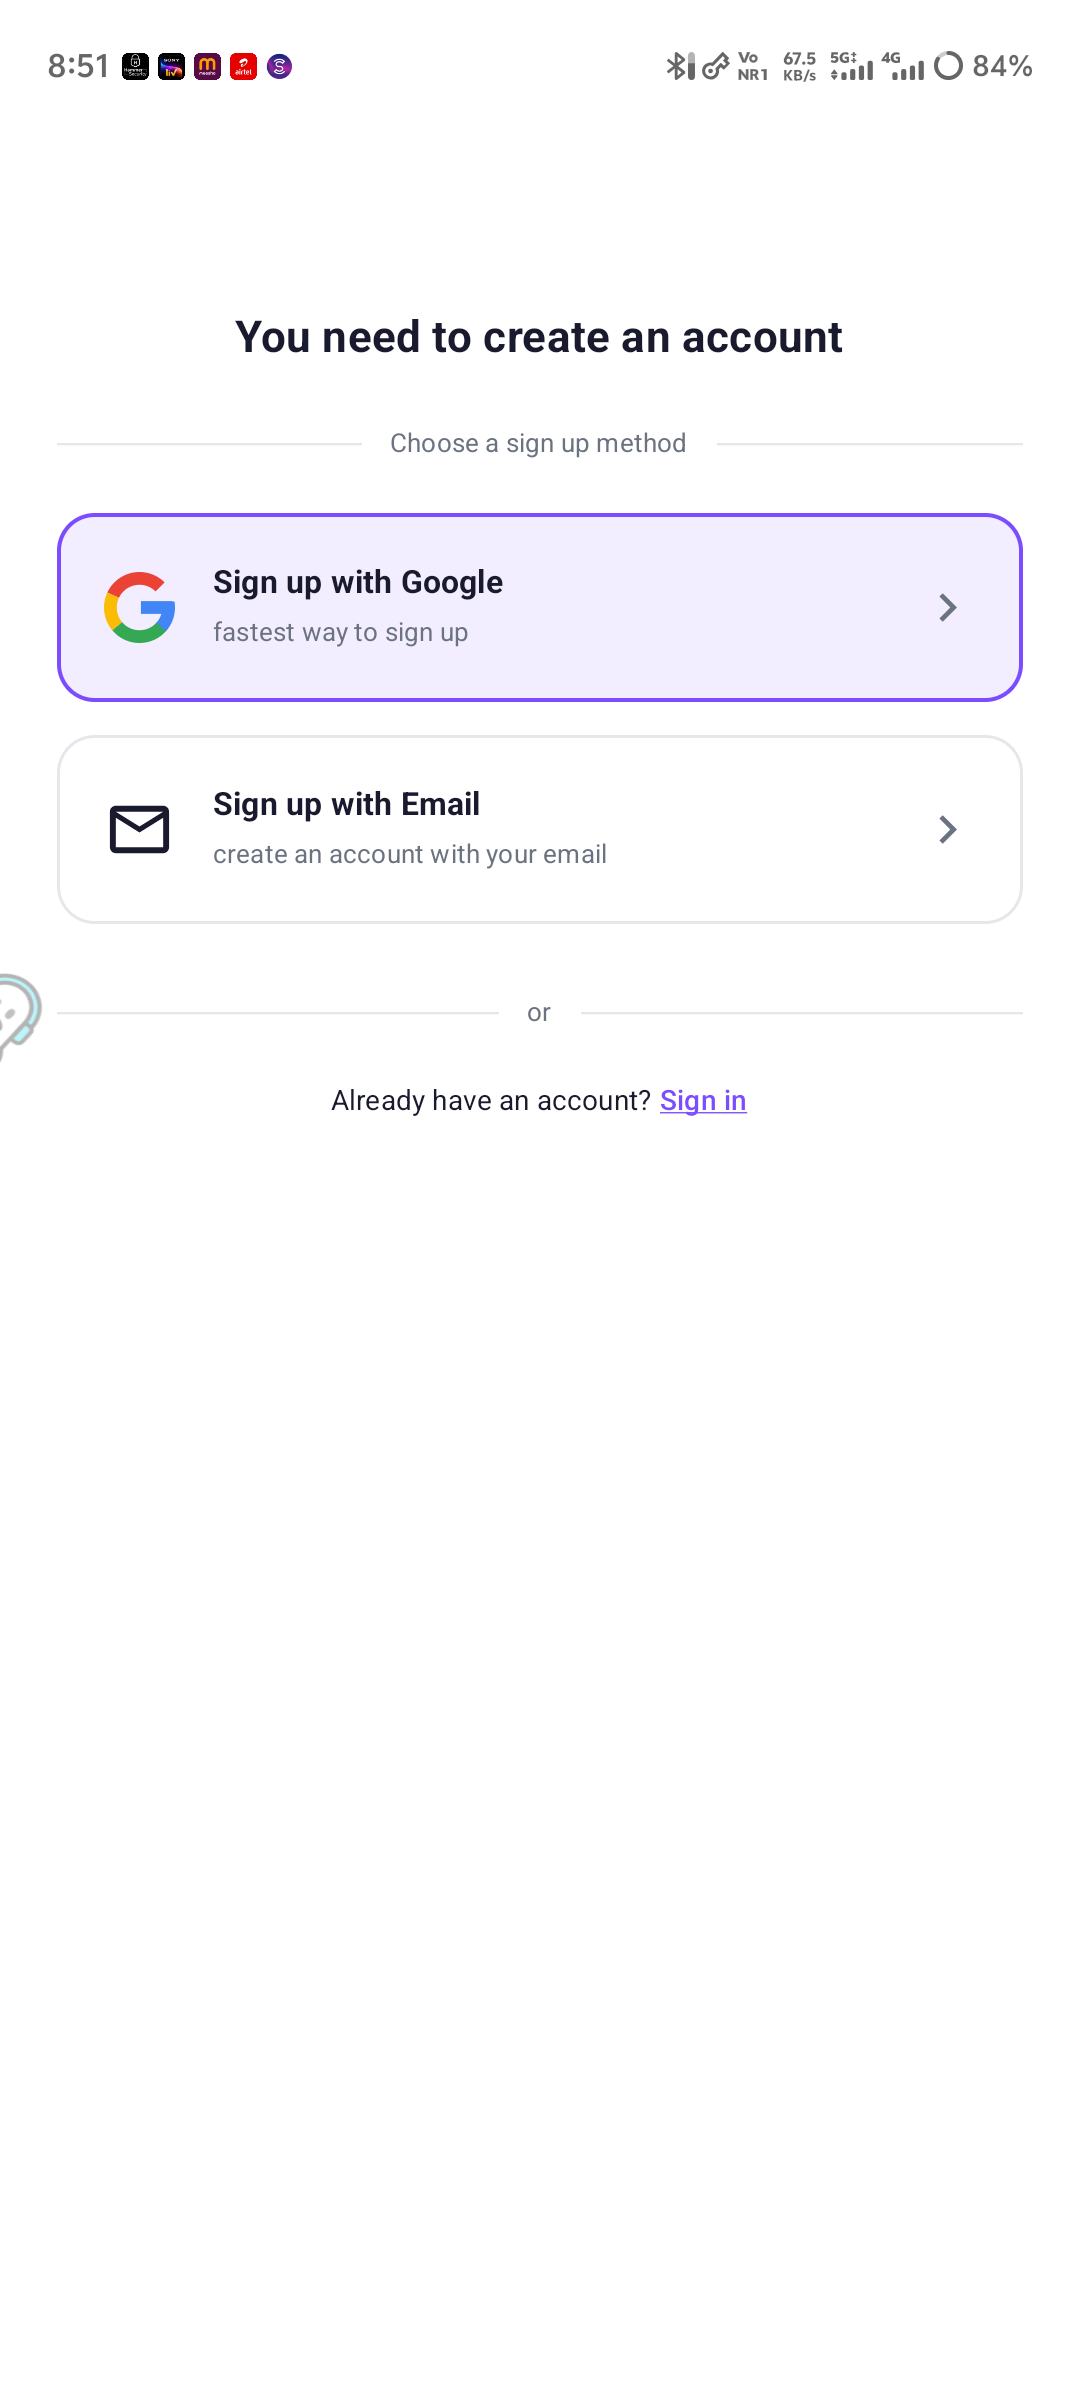 8:51
Vo NR1 67.5 KB/s 5G 4G 84%
You need to create an account
Choose a sign up method
Sign up with Google
fastest way to sign up
Sign up with Email
create an account with your email
or
Already have an account? Sign in